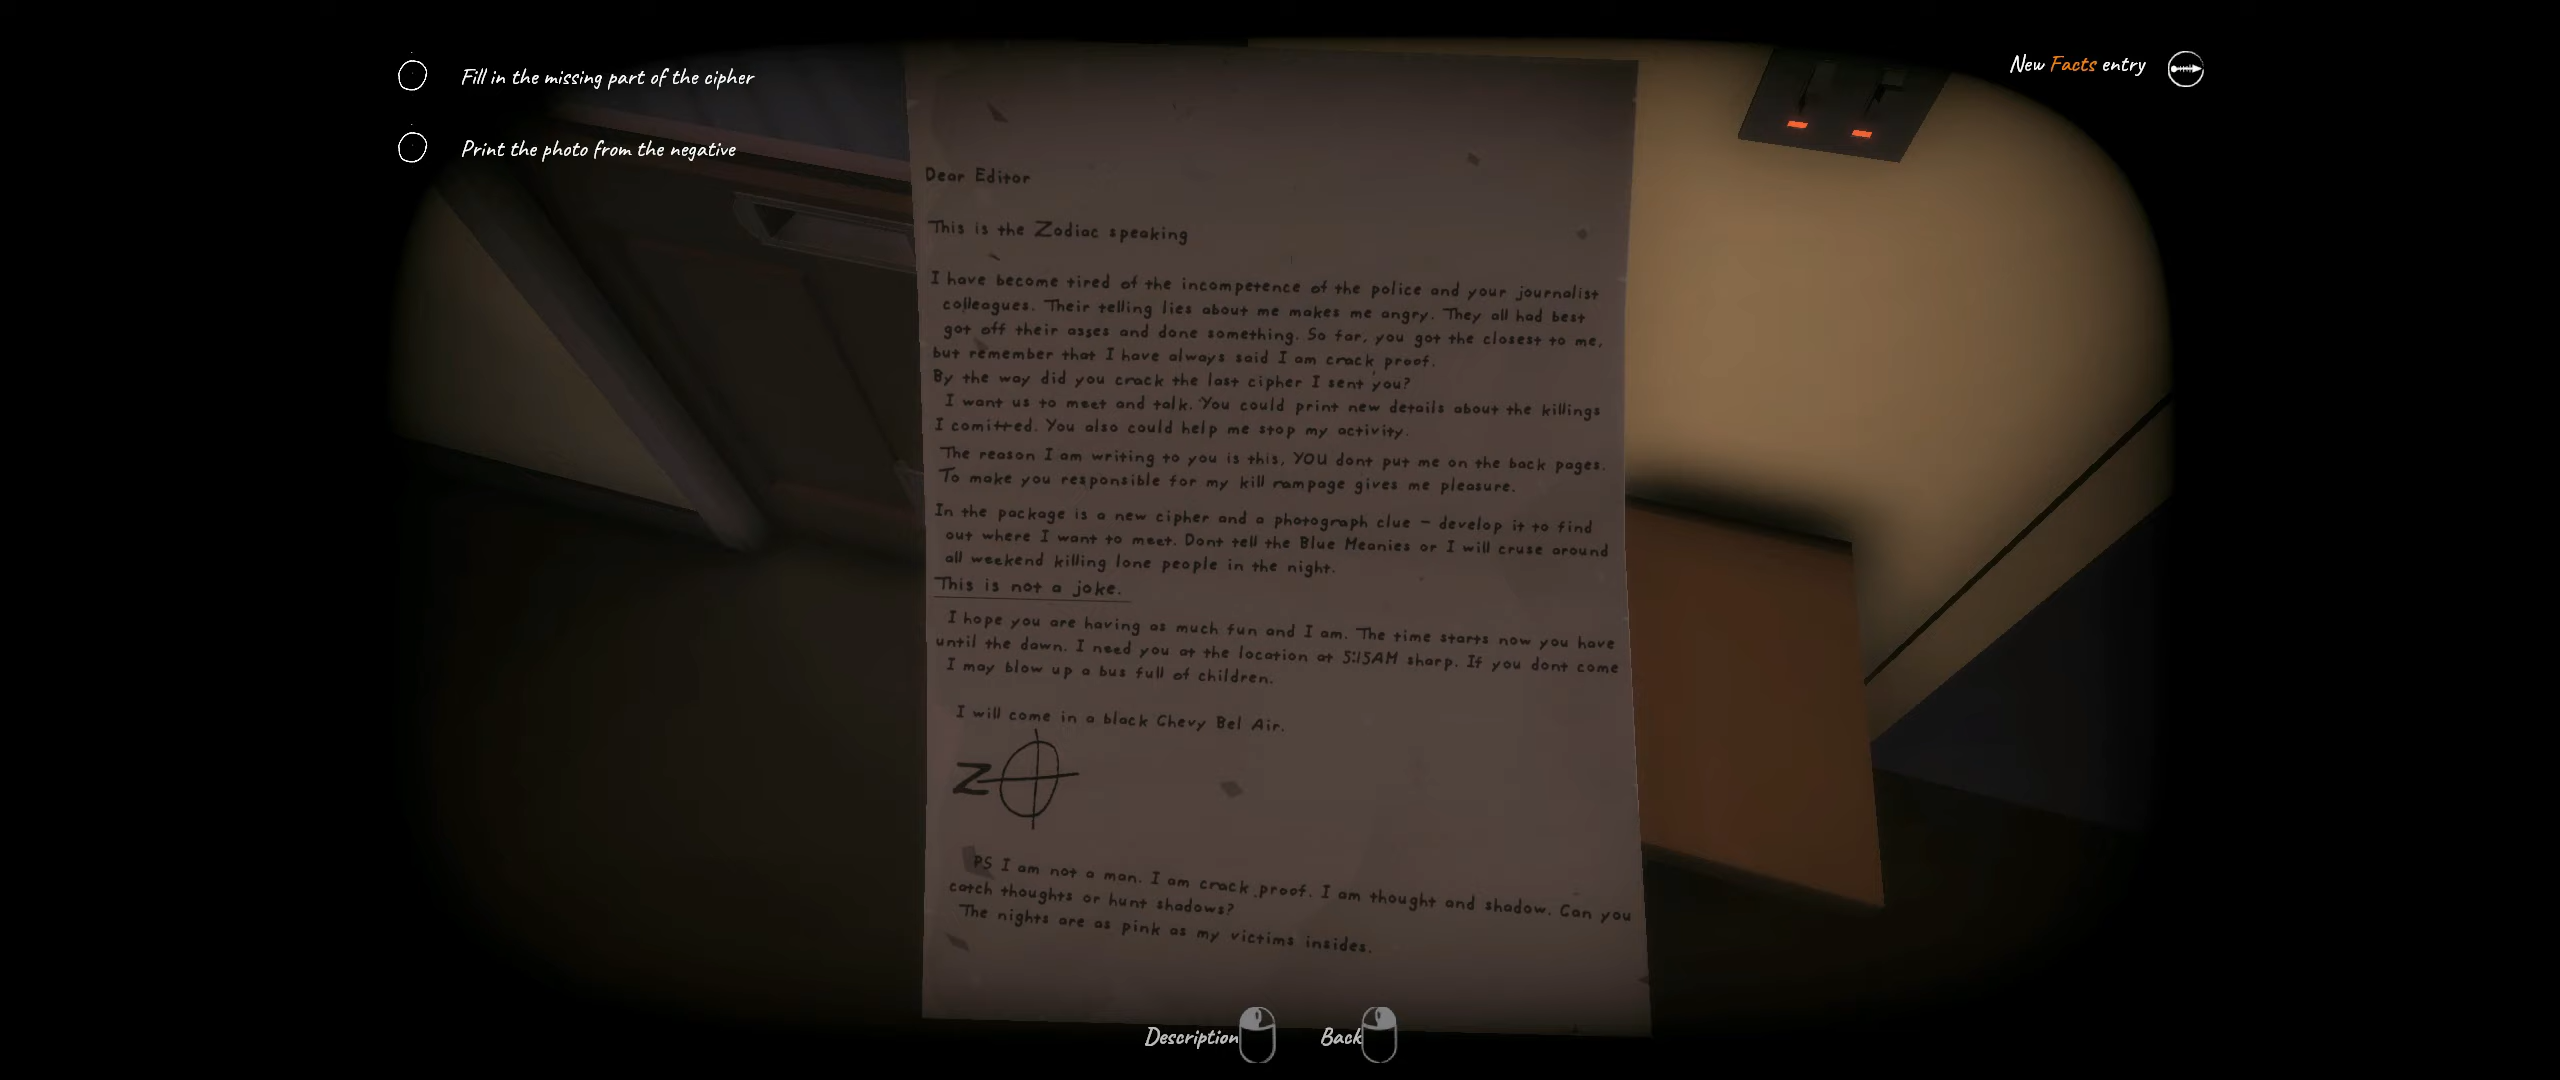 Fill in the missing part of the cipher
Print the photo from the negative
New Facts entry
Dear Editor
This is the Zodiac speaking
I have become tired of the incompetence of the police and your journalist
colleagues. Their telling lies about me makes me angry. They all had best
got off their asses and done something. So far, you got the closest to me,
but remember that I have always said I am crack proof.
By the way did you crack the last cipher I sent you?
I want us to meet and talk. You could print new details about the killings
I comitted. You also could help me stop my activity.
The reason I am writing to you is this, YOU dont put me on the back pages.
To make you responsible for my kill rampage gives me pleasure.
In the package is a new cipher and a photograph clue – develop it to find
out where I want to meet. Dont tell the Blue Meanies or I will cruse around
all weekend killing lone people in the night.
This is not a joke.
I hope you are having as much fun and I am. The time starts now you have
until the dawn. I need you at the location at 5:15AM sharp. If you dont come
I may blow up a bus full of children.
I will come in a black Chevy Bel Air.
Z
PS I am not a man. I am crack proof. I am thought and shadow. Can you
catch thoughts or hunt shadows?
The nights are as pink as my victims insides.
Description Back